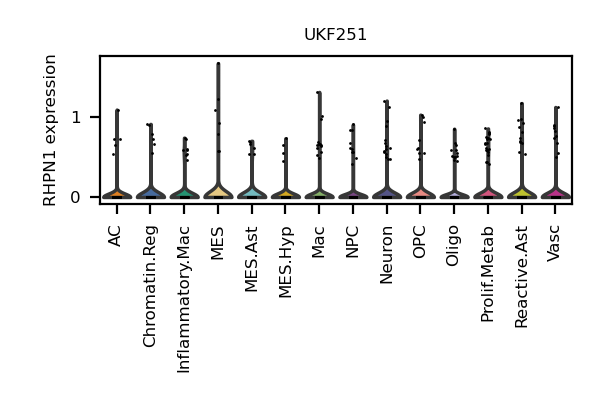 UKF251
RHPN1 expression
1
0
AC
Chromatin.Reg
Inflammatory.Mac
MES
MES.Ast
MES.Hyp
Mac
NPC
Neuron
OPC
Oligo
Prolif.Metab
Reactive.Ast
Vasc